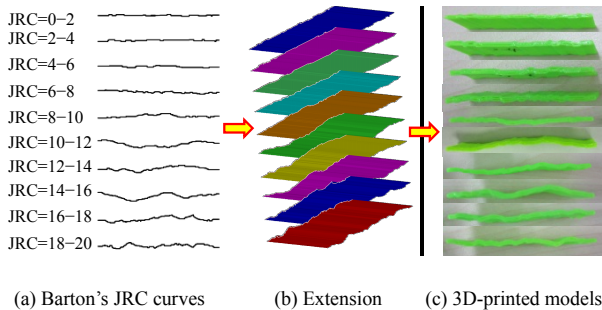 JRC=0−2
JRC=2−4
JRC=4−6
JRC=6−8
JRC=8−10
JRC=10−12
JRC=12−14
JRC=14−16
JRC=16−18
JRC=18−20
(a) Barton’s JRC curves
(b) Extension
(c) 3D-printed models